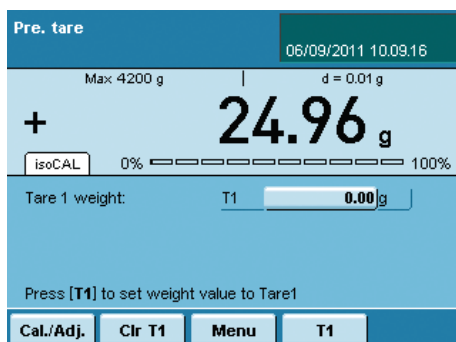 Pre. tare
06/09/2011 10.09.16
Max 4200 g d = 0.01 g
+ 24.96 g
isoCAL 0% 100%
Tare 1 weight: T1 0.00 g
Press [T1] to set weight value to Tare1
Cal./Adj. Clr T1 Menu T1